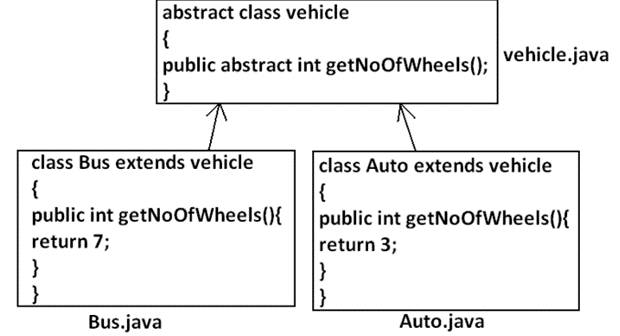 abstract class vehicle
{
public abstract int getNoOfWheels();
}
vehicle.java
class Bus extends vehicle
{
public int getNoOfWheels(){
return 7;
}
}
Bus.java
class Auto extends vehicle
{
public int getNoOfWheels(){
return 3;
}
}
Auto.java